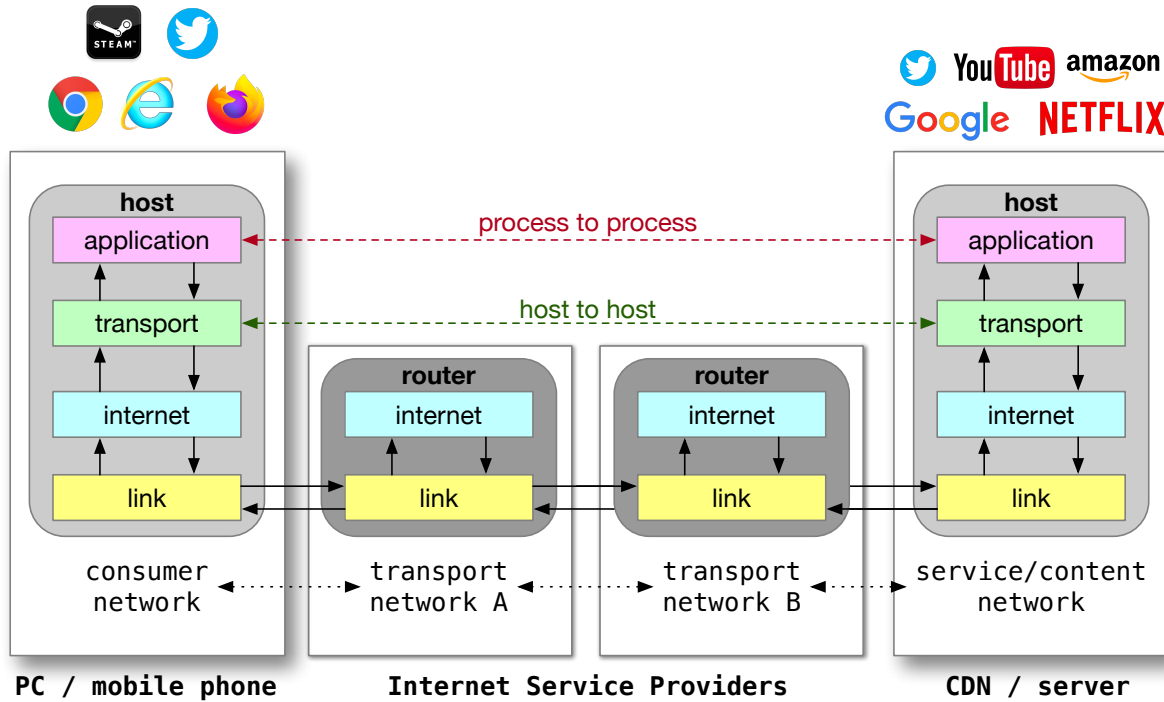 STEAM™
YouTube amazon
Google NETFLIX
host
application
transport
internet
link
consumer
network
process to process
host to host
router
internet
link
transport
network A
router
internet
link
transport
network B
host
application
transport
internet
link
service/content
network
PC / mobile phone
Internet Service Providers
CDN / server